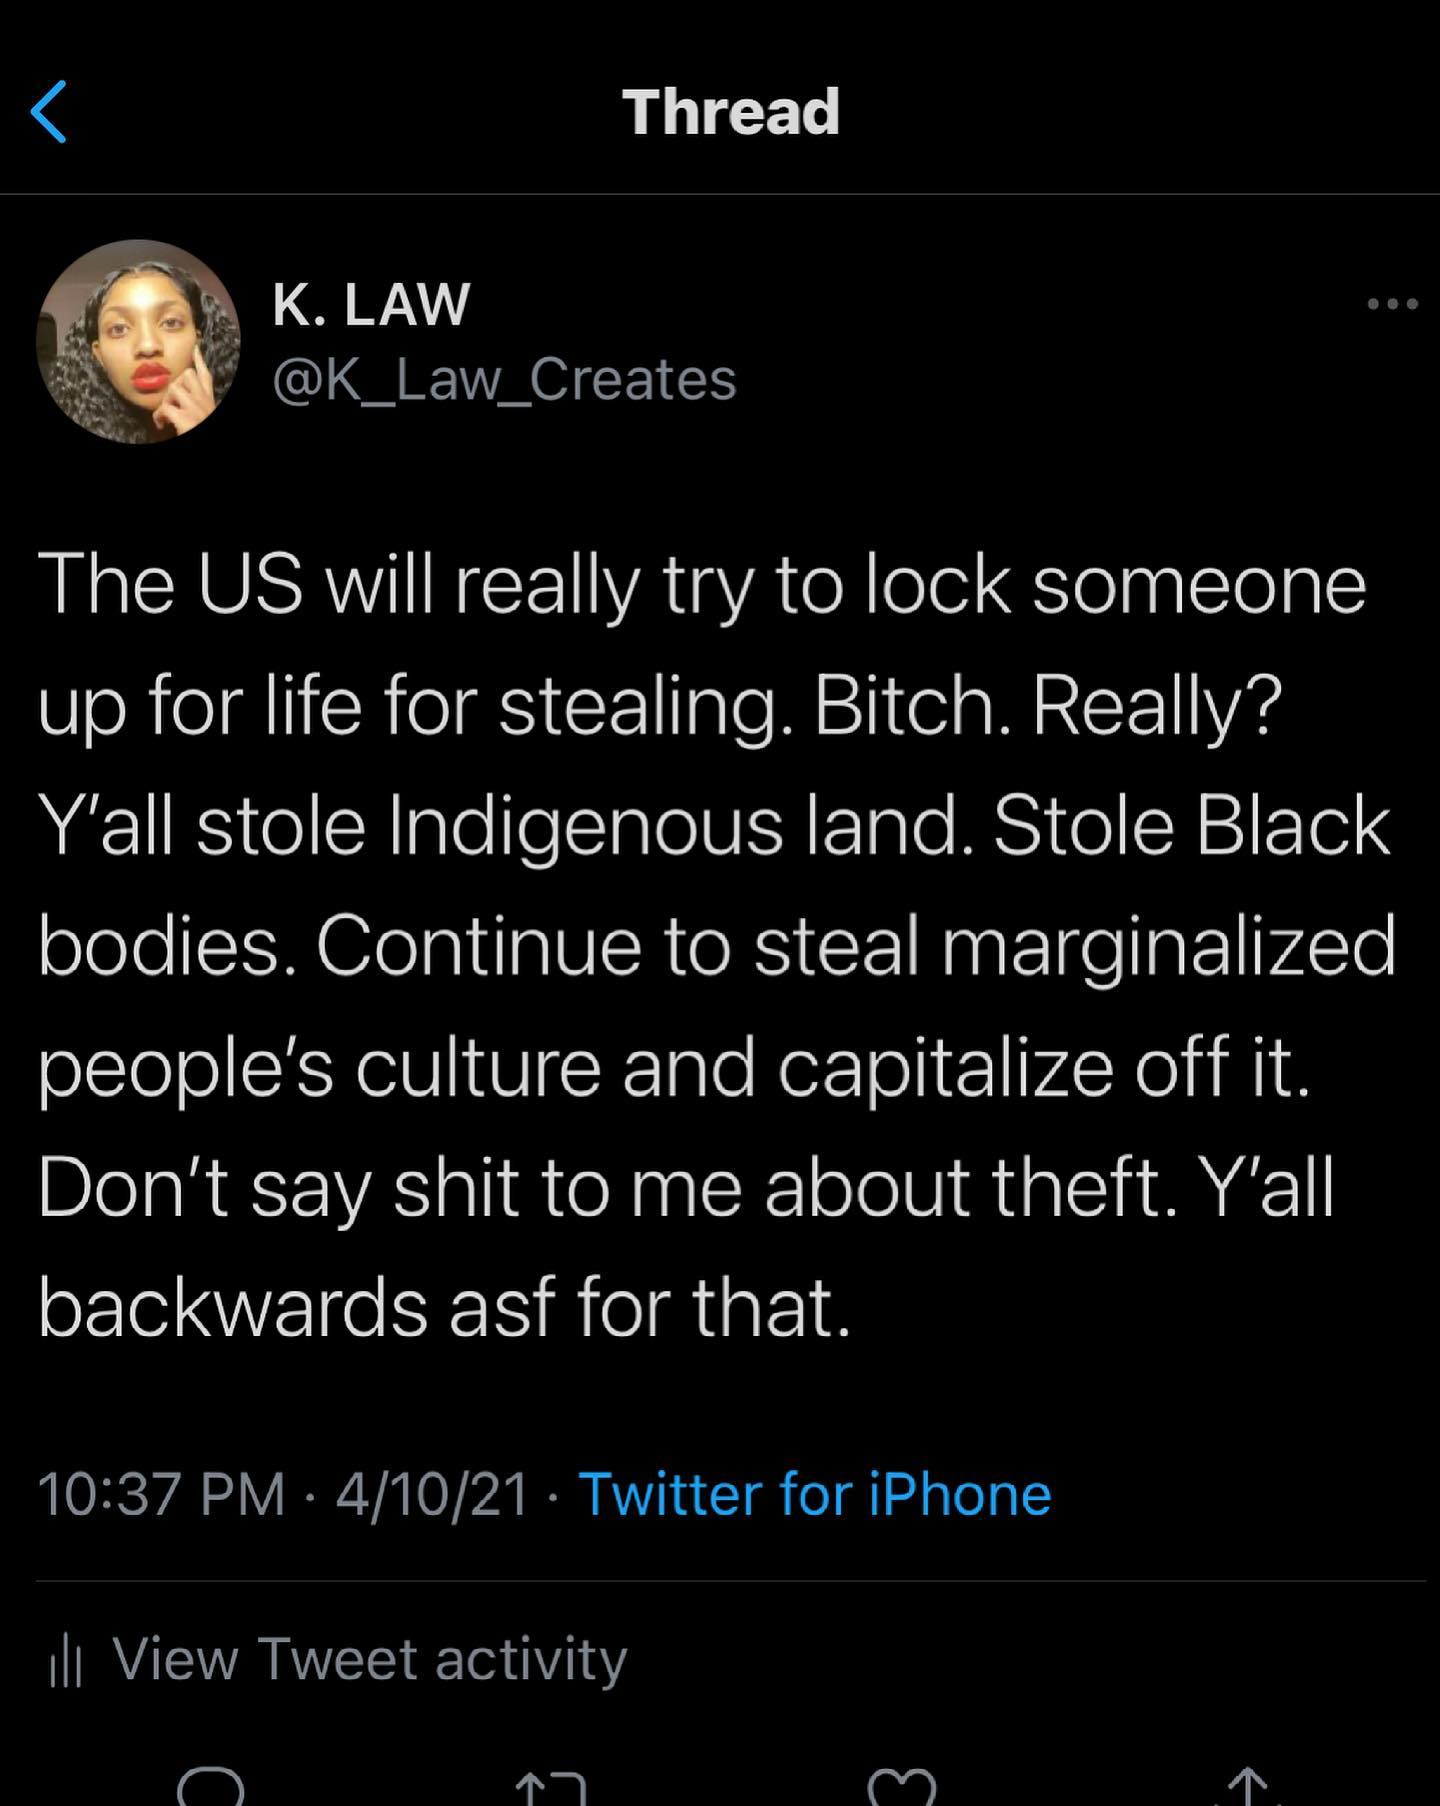 Thread
K. LAW
@K_Law_Creates
The US will really try to lock someone
up for life for stealing. Bitch. Really?
Y’all stole Indigenous land. Stole Black
bodies. Continue to steal marginalized
people’s culture and capitalize off it.
Don’t say shit to me about theft. Y’all
backwards asf for that.
10:37 PM · 4/10/21 · Twitter for iPhone
View Tweet activity